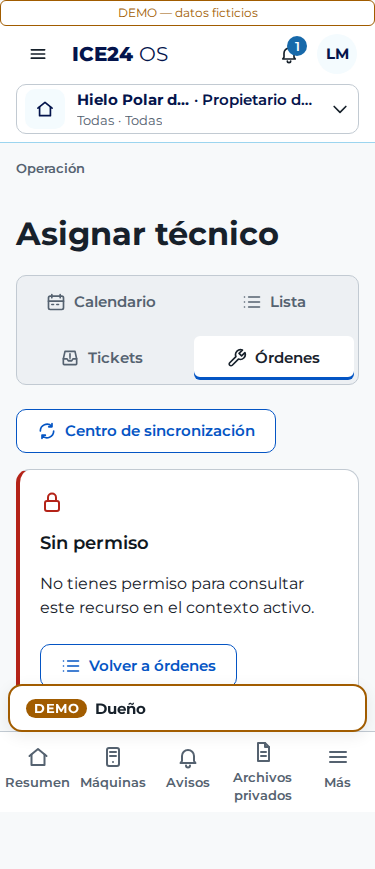 DEMO — datos ficticios
ICE24 OS
1
LM
Hielo Polar d... · Propietario d...
Todas · Todas
Operación
Asignar técnico
Calendario
Lista
Tickets
Órdenes
Centro de sincronización
Sin permiso
No tienes permiso para consultar
este recurso en el contexto activo.
Volver a órdenes
DEMO Dueño
Resumen
Máquinas
Avisos
Archivos
privados
Más